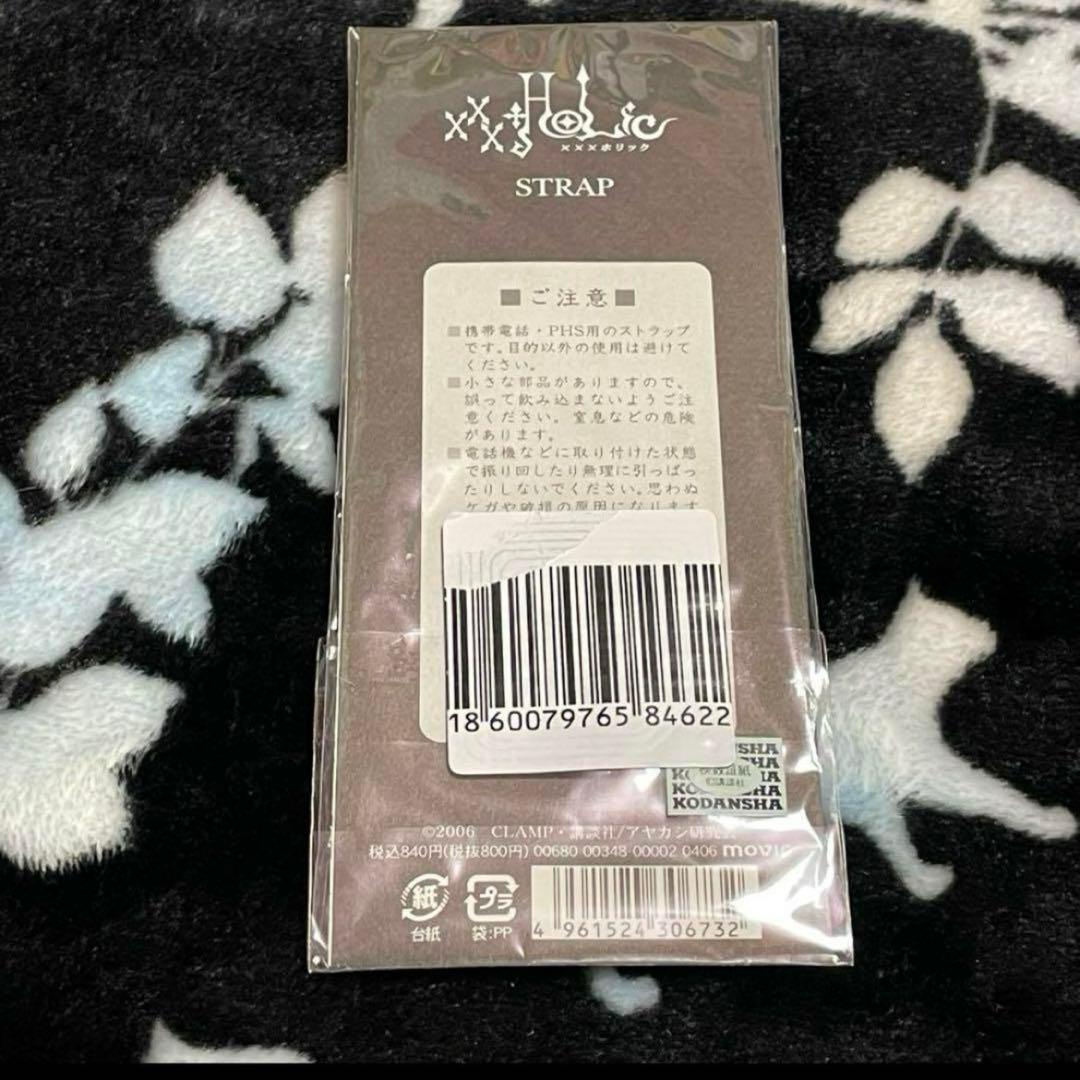 ×××HOLiC
×××ホリック
STRAP
■ご注意■
■携帯電話・PHS用のストラップ
です。目的以外の使用は避けて
ください。
■小さな部品がありますので、
誤って飲み込まないようご注
意ください。窒息などの危険
があります。
■電話機などに取り付けた状態
で振り回したり無理に引っぱっ
たりしないでください。思わぬ
ケガや破損の原因になります
18 60079765 84622
KODANSHA
KODANSHA
©2006 CLAMP・講談社/アヤカシ研究会
税込840円(税抜800円) 00680 00348 00002 0406 movic
紙
台紙
プラ
袋:PP
4 961524 306732